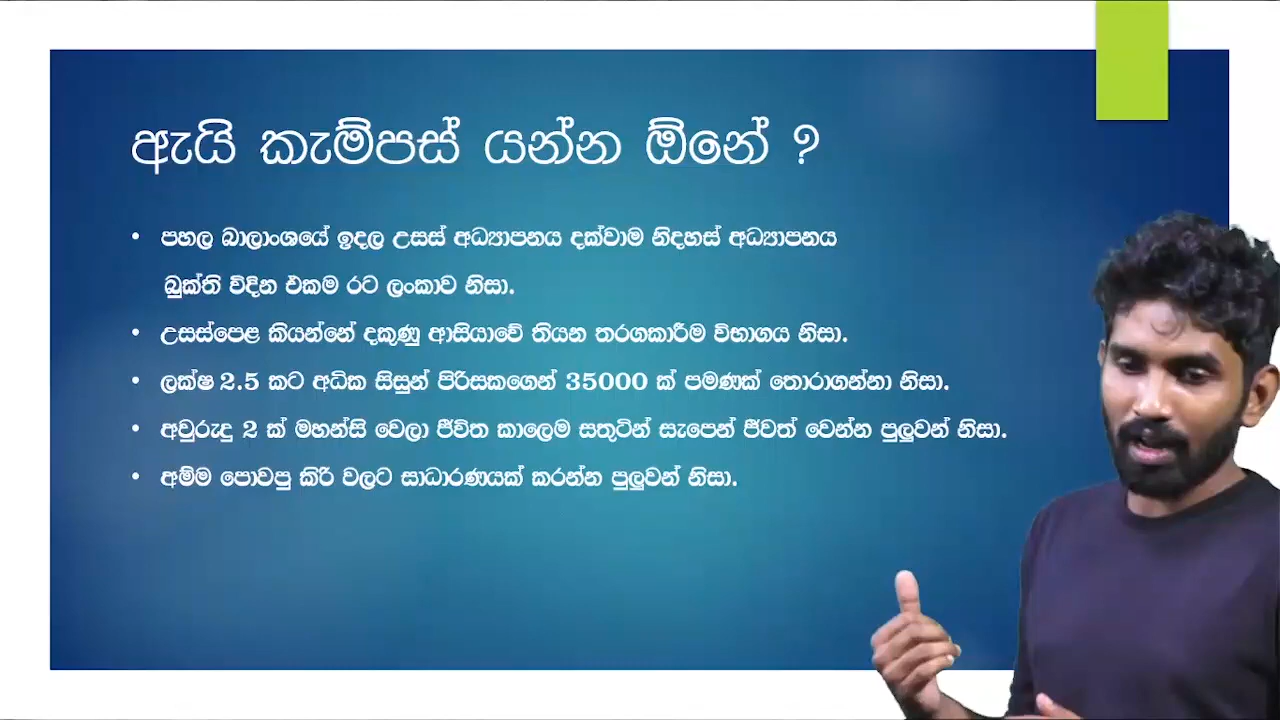 ඇයි කැම්පස් යන්න ඕනේ ?
• පහල බාලාංශයේ ඉදල උසස් අධ්‍යාපනය දක්වාම නිදහස් අධ්‍යාපනය
බුක්ති විදින එකම රට ලංකාව නිසා.
• උසස්පෙළ කියන්නේ දකුණු ආසියාවේ තියන තරගකාරීම විභාගය නිසා.
• ලක්ෂ 2.5 කට අධික සිසුන් පිරිසකගෙන් 35000 ක් පමණක් තොරාගන්නා නිසා.
• අවුරුදු 2 ක් මහන්සි වෙලා ජීවිත කාලෙම සතුටින් සැපෙන් ජීවත් වෙන්න පුලුවන් නිසා.
• අම්ම පොවපු කිරි වලට සාධාරණයක් කරන්න පුලුවන් නිසා.